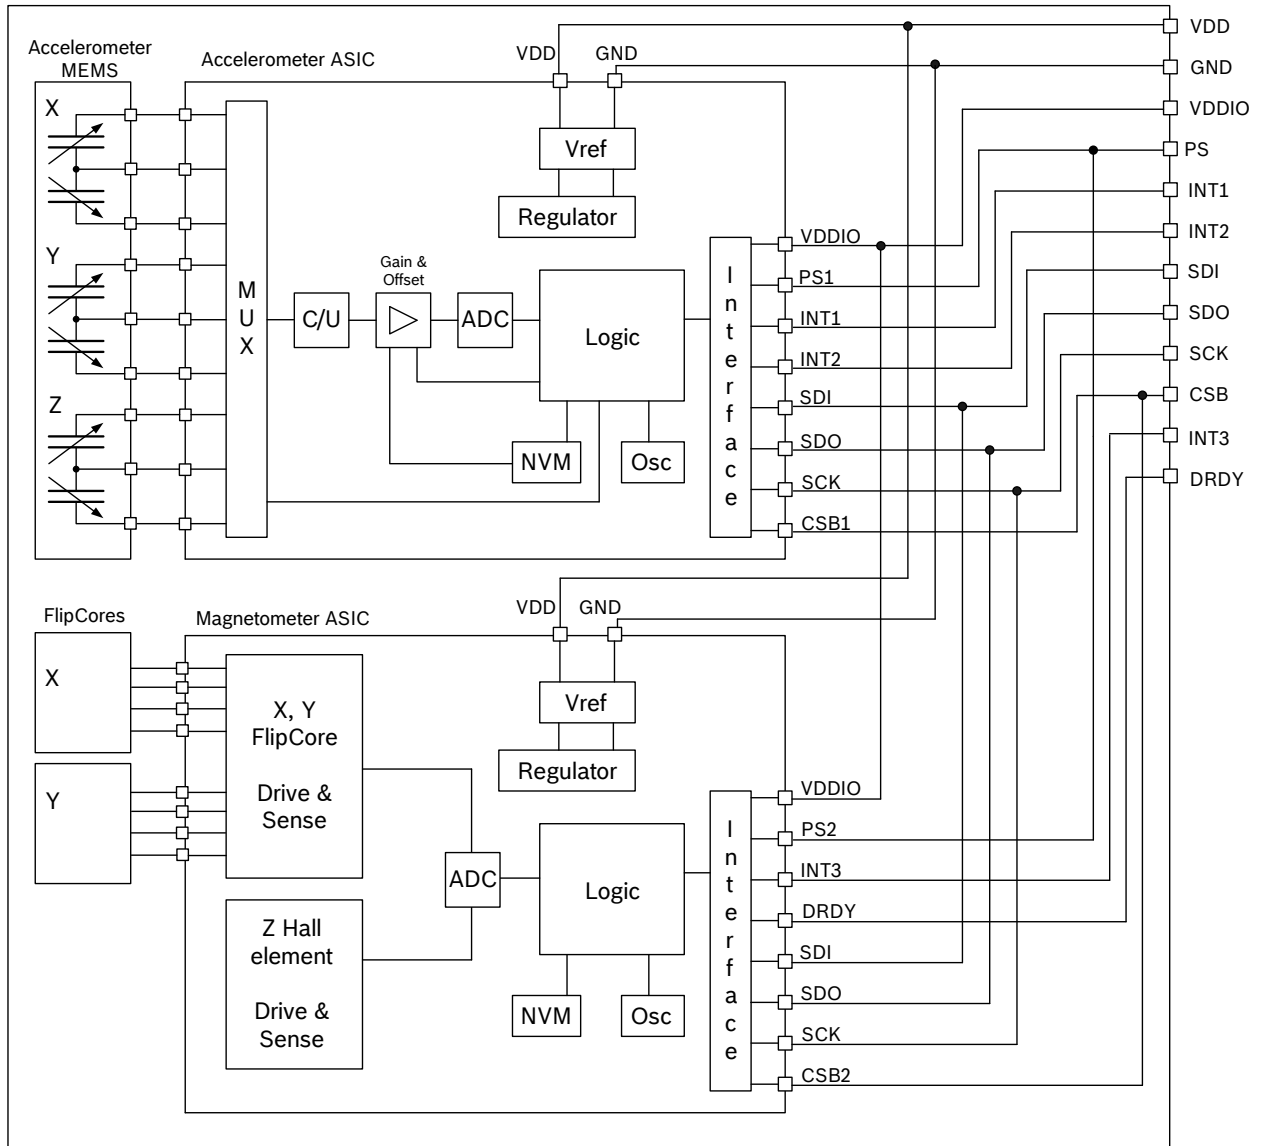 VDD
GND
VDDIO
PS
INT1
INT2
SDI
SDO
SCK
CSB
INT3
DRDY
Accelerometer
MEMS
X
Y
Z
Accelerometer ASIC
VDD
GND
Vref
Regulator
MUX
C/U
Gain &
Offset
ADC
Logic
NVM
Osc
Interface
VDDIO
PS1
INT1
INT2
SDI
SDO
SCK
CSB1
FlipCores
X
Y
Magnetometer ASIC
VDD
GND
Vref
Regulator
X, Y
FlipCore
Drive &
Sense
Z Hall
element
Drive &
Sense
ADC
Logic
NVM
Osc
Interface
VDDIO
PS2
INT3
DRDY
SDI
SDO
SCK
CSB2